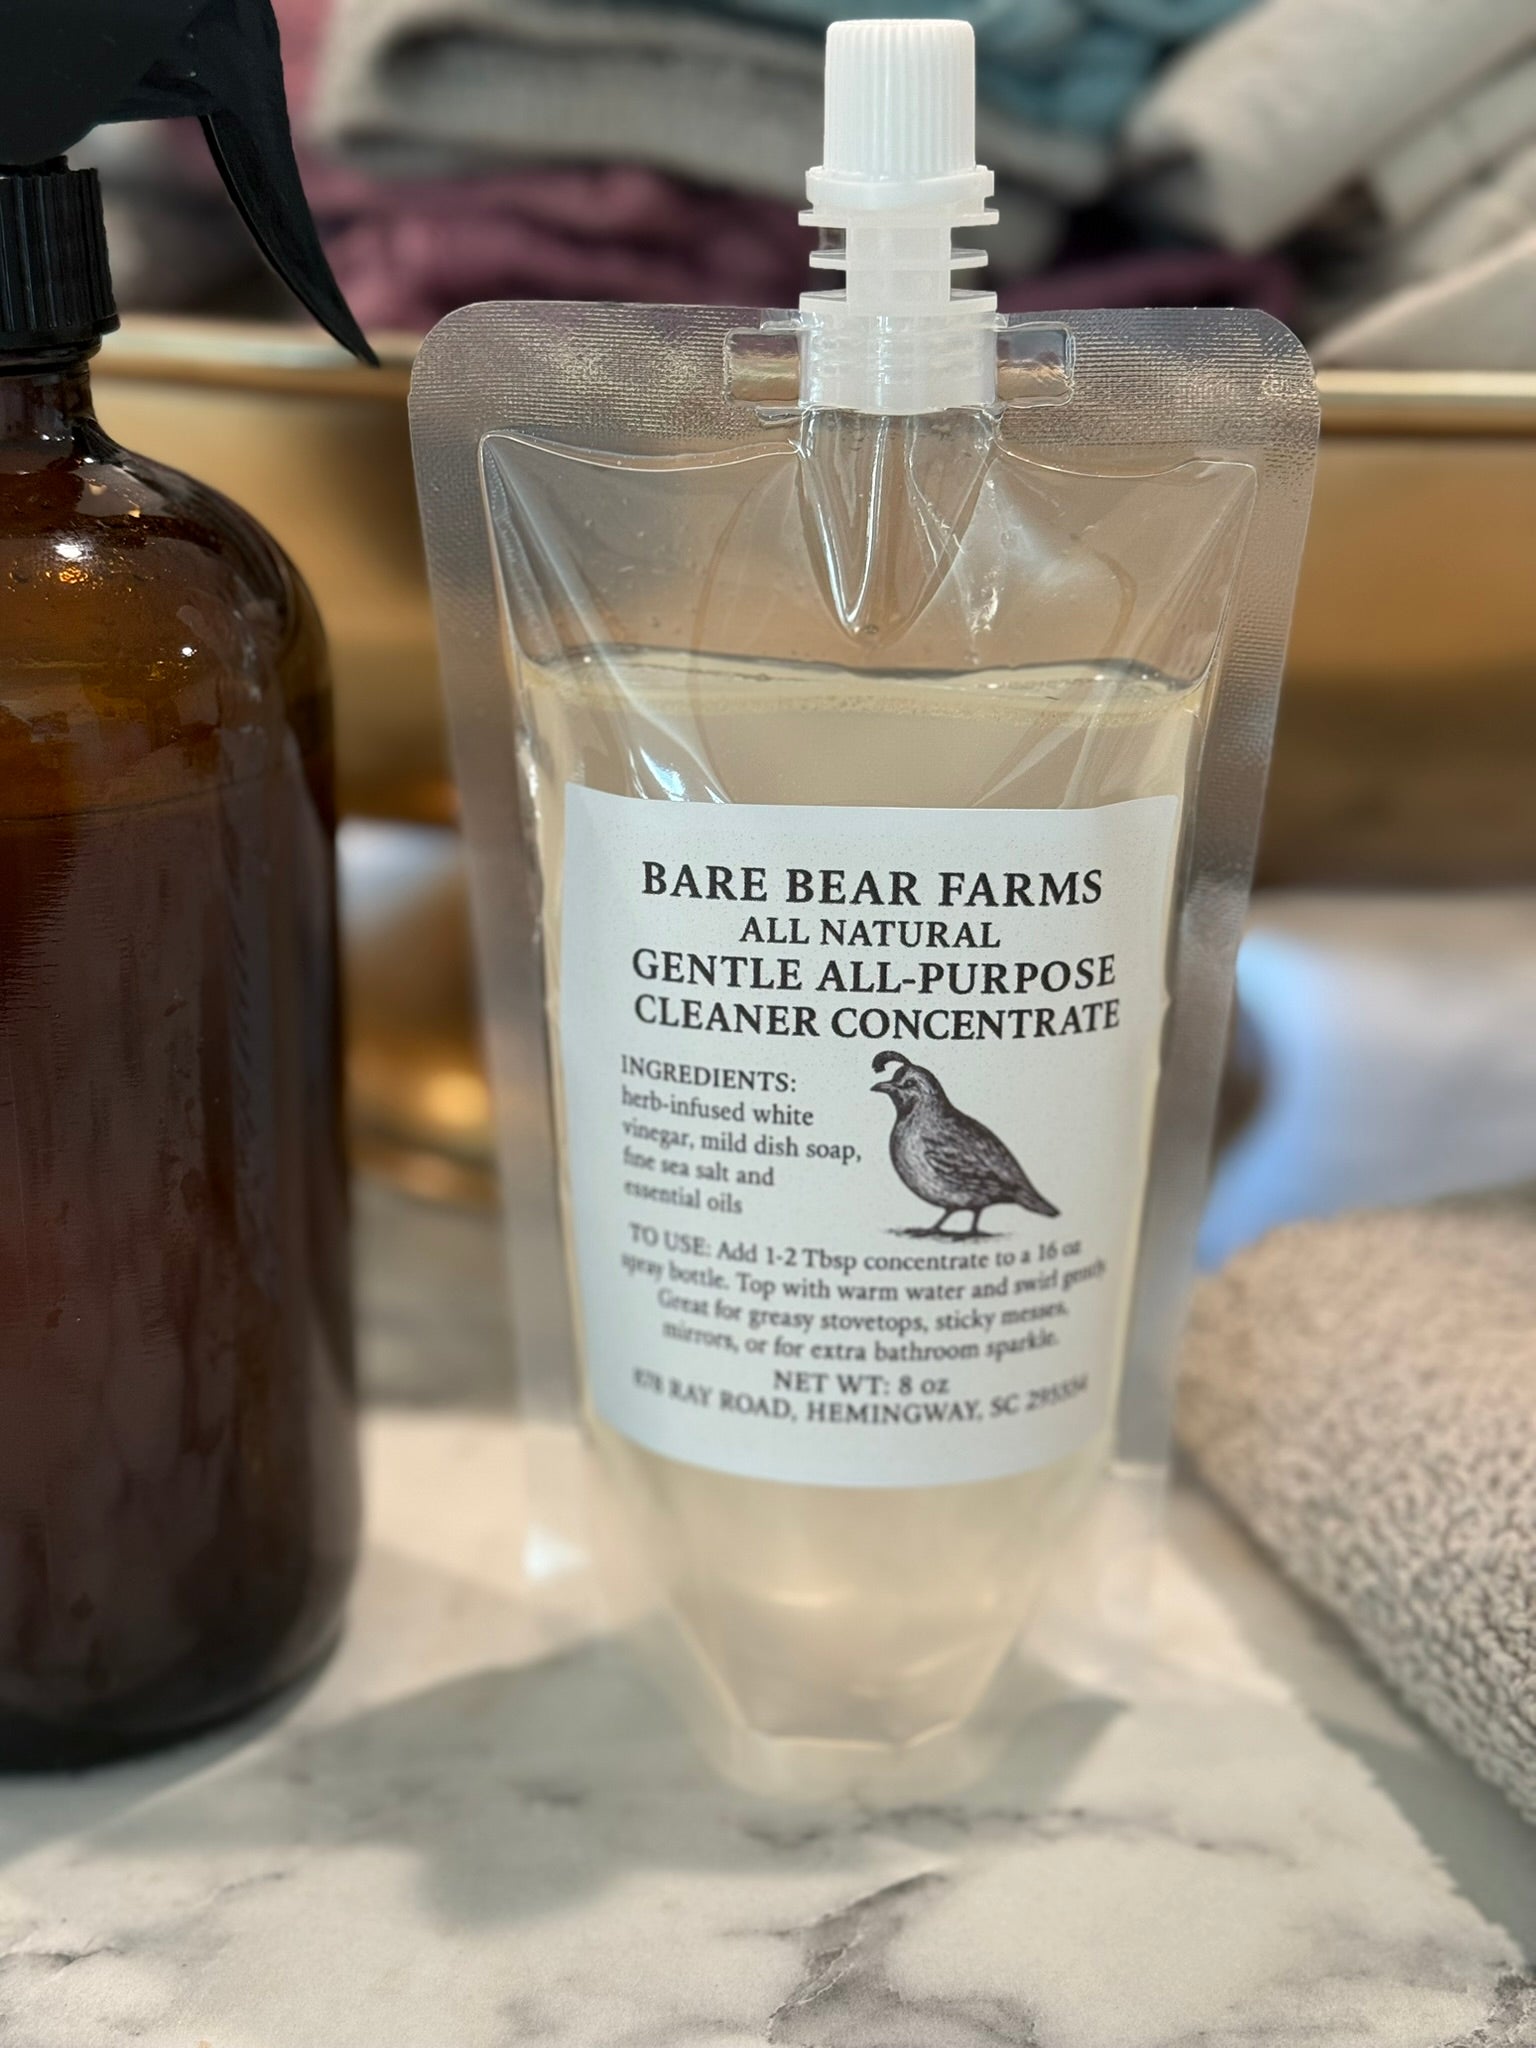 BARE BEAR FARMS
ALL NATURAL
GENTLE ALL-PURPOSE
CLEANER CONCENTRATE
INGREDIENTS:
herb-infused white
vinegar, mild dish soap,
fine sea salt and
essential oils
TO USE: Add 1-2 Tbsp concentrate to a 16 oz
spray bottle. Top with warm water and swirl gently
Great for greasy stovetops, sticky messes,
mirrors, or for extra bathroom sparkle.
NET WT: 8 oz
RAY ROAD, HEMINGWAY, SC